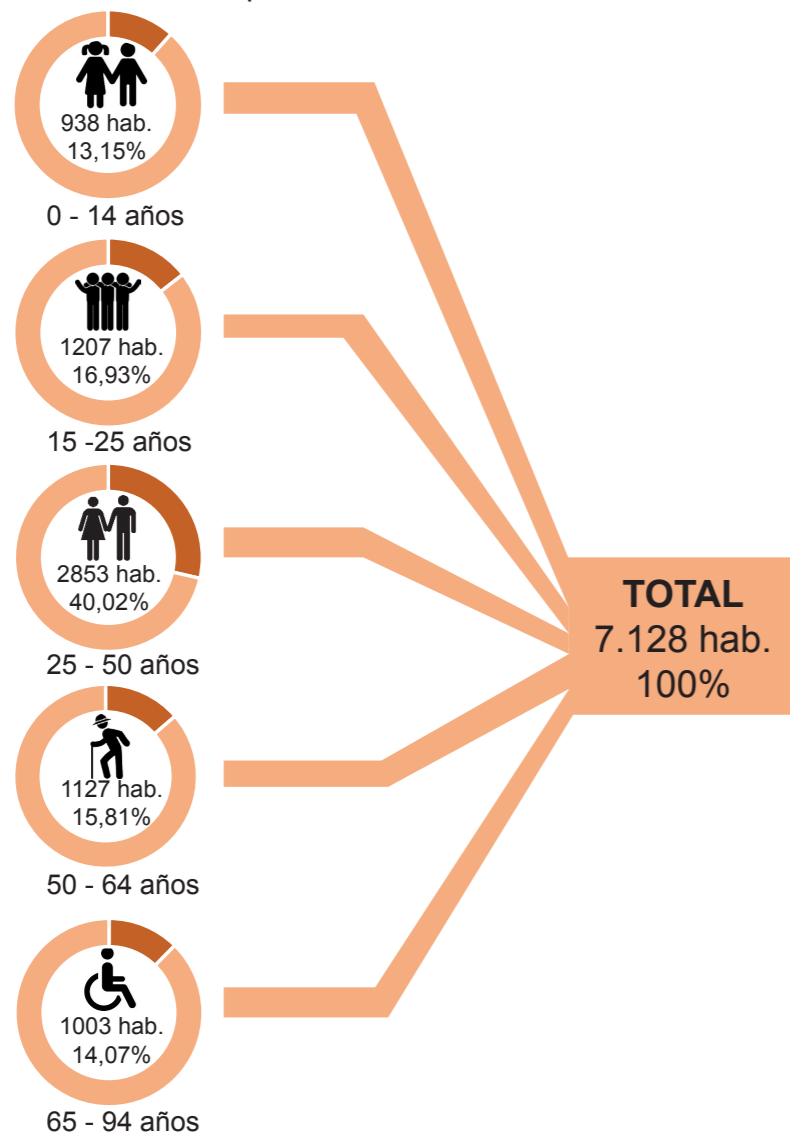 938 hab.
13,15%
0 - 14 años
1207 hab.
16,93%
15 -25 años
2853 hab.
40,02%
25 - 50 años
1127 hab.
15,81%
50 - 64 años
1003 hab.
14,07%
65 - 94 años
TOTAL
7.128 hab.
100%